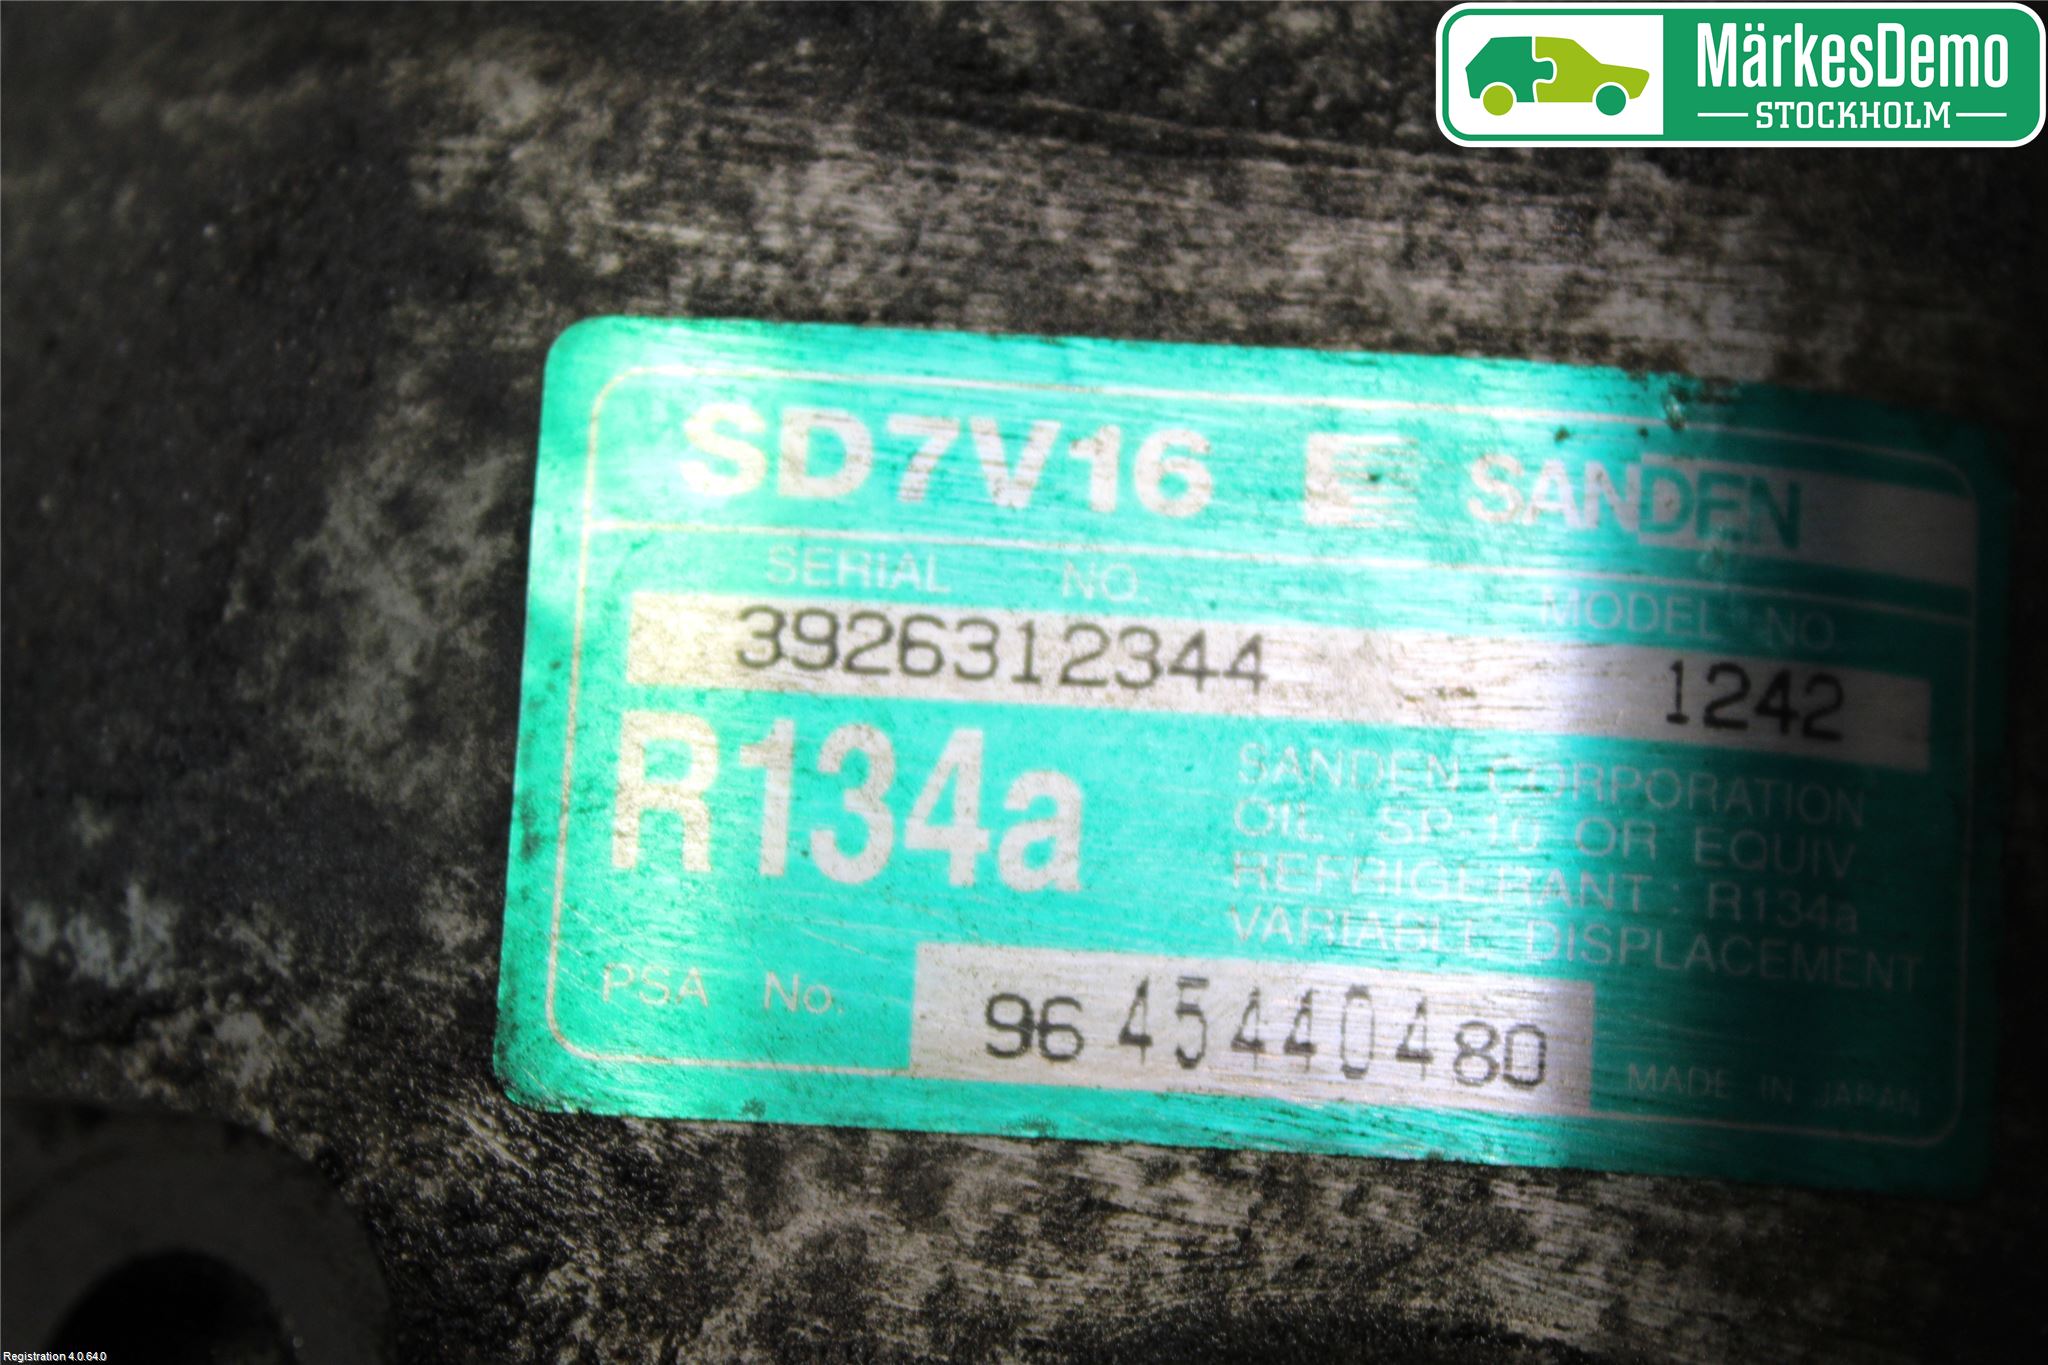 MärkesDemo
STOCKHOLM
SD7V16 SANDEN
SERIAL NO. MODEL NO.
3926312344 1242
R134a
SANDEN CORPORATION
OIL : SP-10 OR EQUIV
REFRIGERANT : R134a
VARIABLE DISPLACEMENT
PSA No. 96 45440480
MADE IN JAPAN
Registration 4.0.64.0